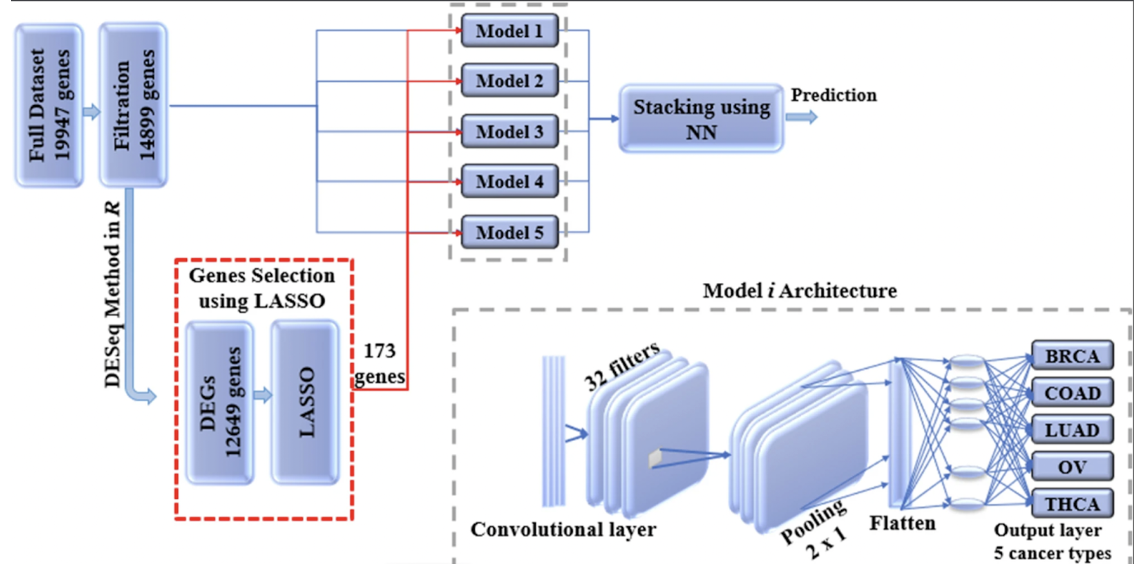 Full Dataset
19947 genes
Filtration
14899 genes
Model 1
Model 2
Model 3
Model 4
Model 5
Stacking using
NN
Prediction
DESeq Method in R
Genes Selection
using LASSO
DEGs
12649 genes
LASSO
173
genes
Model i Architecture
32 filters
Convolutional layer
Pooling
2 x 1
Flatten
BRCA
COAD
LUAD
OV
THCA
Output layer
5 cancer types